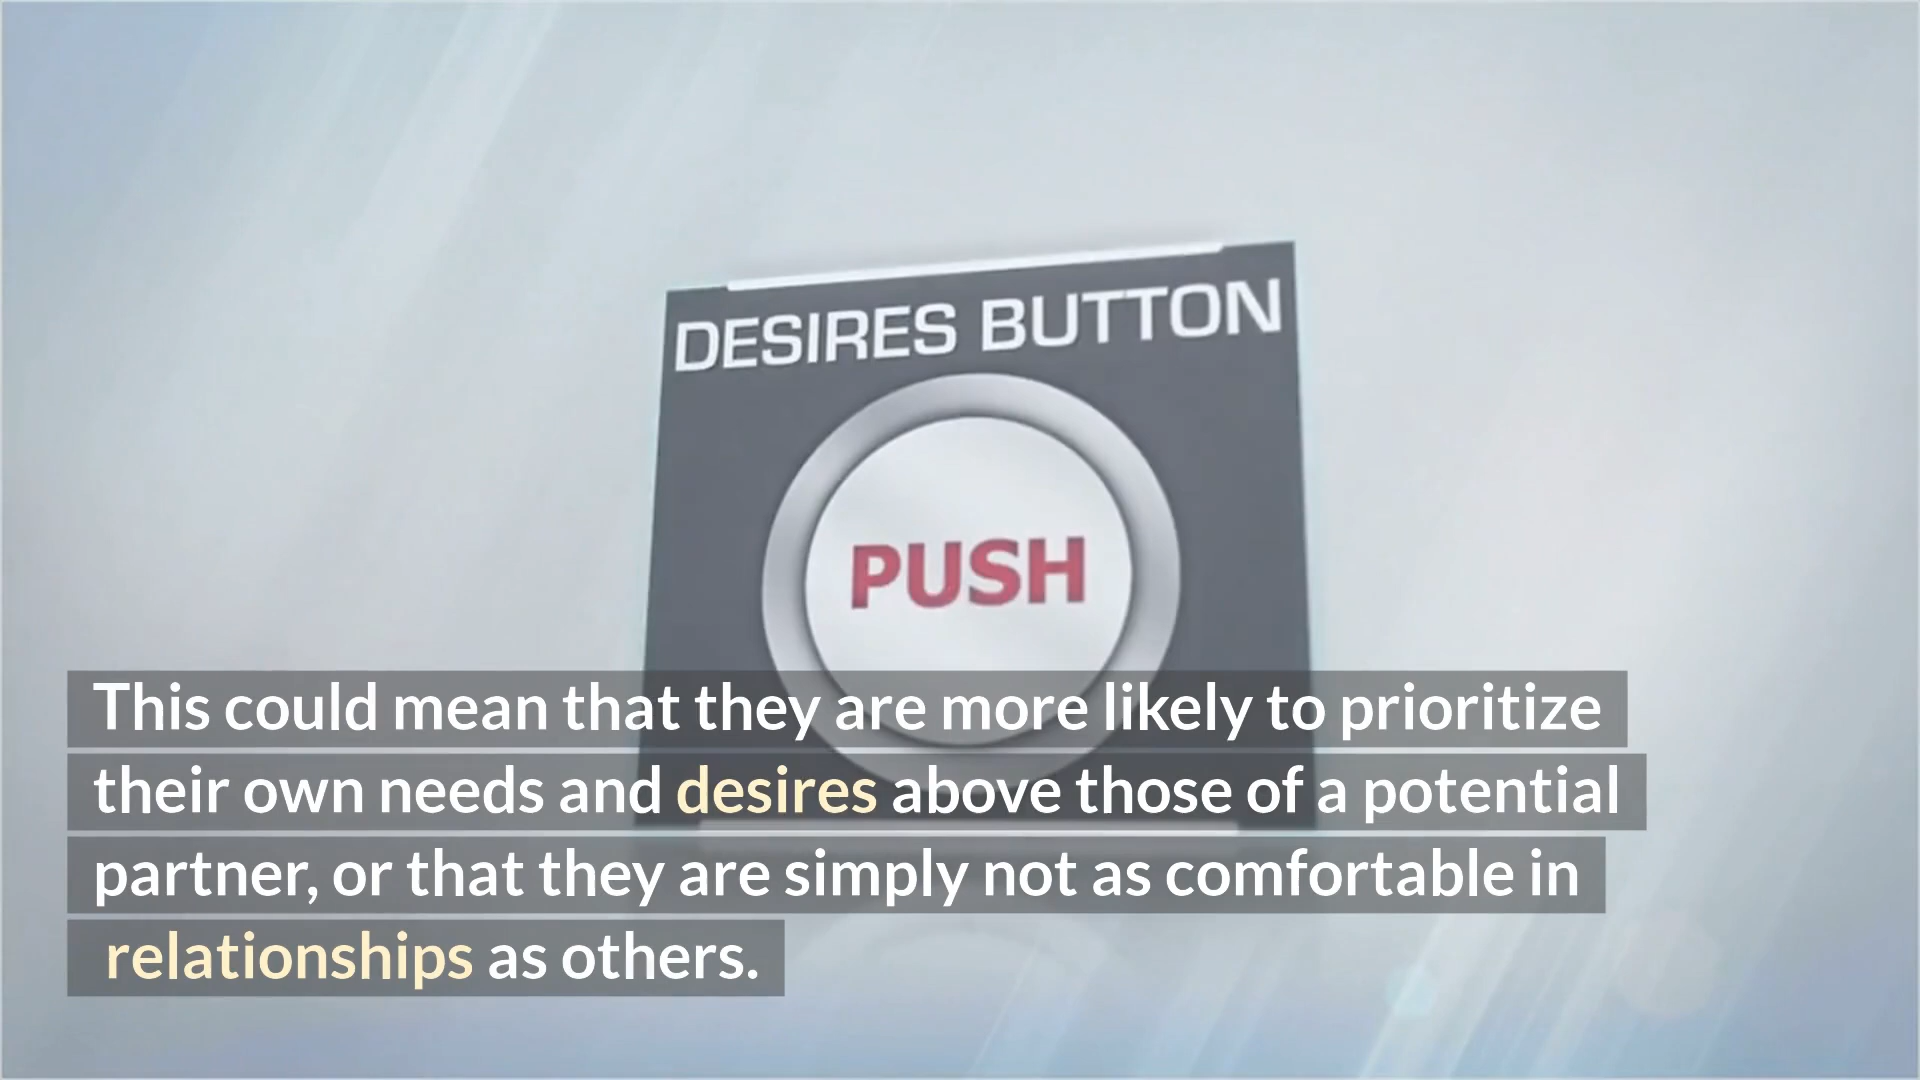 DESIRES BUTTON
PUSH
This could mean that they are more likely to prioritize
their own needs and desires above those of a potential
partner, or that they are simply not as comfortable in
relationships as others.